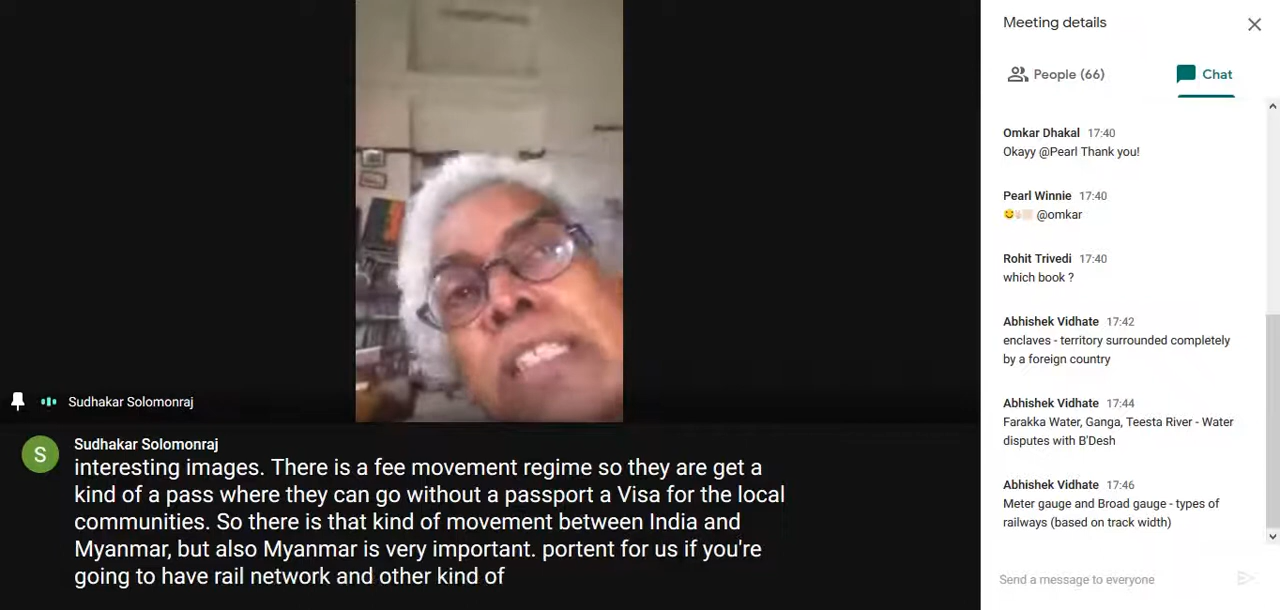 Sudhakar Solomonraj
S
Sudhakar Solomonraj
interesting images. There is a fee movement regime so they are get a
kind of a pass where they can go without a passport a Visa for the local
communities. So there is that kind of movement between India and
Myanmar, but also Myanmar is very important. portent for us if you're
going to have rail network and other kind of
Meeting details
People (66)
Chat
Omkar Dhakal 17:40
Okayy @Pearl Thank you!
Pearl Winnie 17:40
@omkar
Rohit Trivedi 17:40
which book ?
Abhishek Vidhate 17:42
enclaves - territory surrounded completely
by a foreign country
Abhishek Vidhate 17:44
Farakka Water, Ganga, Teesta River - Water
disputes with B'Desh
Abhishek Vidhate 17:46
Meter gauge and Broad gauge - types of
railways (based on track width)
Send a message to everyone